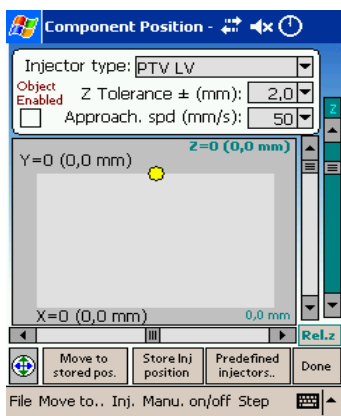 Component Position -
Injector type: PTV LV
Object Enabled
Z Tolerance ± (mm): 2,0
Approach. spd (mm/s): 50
Z
Z=0 (0,0 mm)
Y=0 (0,0 mm)
X=0 (0,0 mm)
0,0 mm
Rel.z
Move to stored pos.
Store Inj position
Predefined injectors..
Done
File Move to.. Inj. Manu. on/off Step